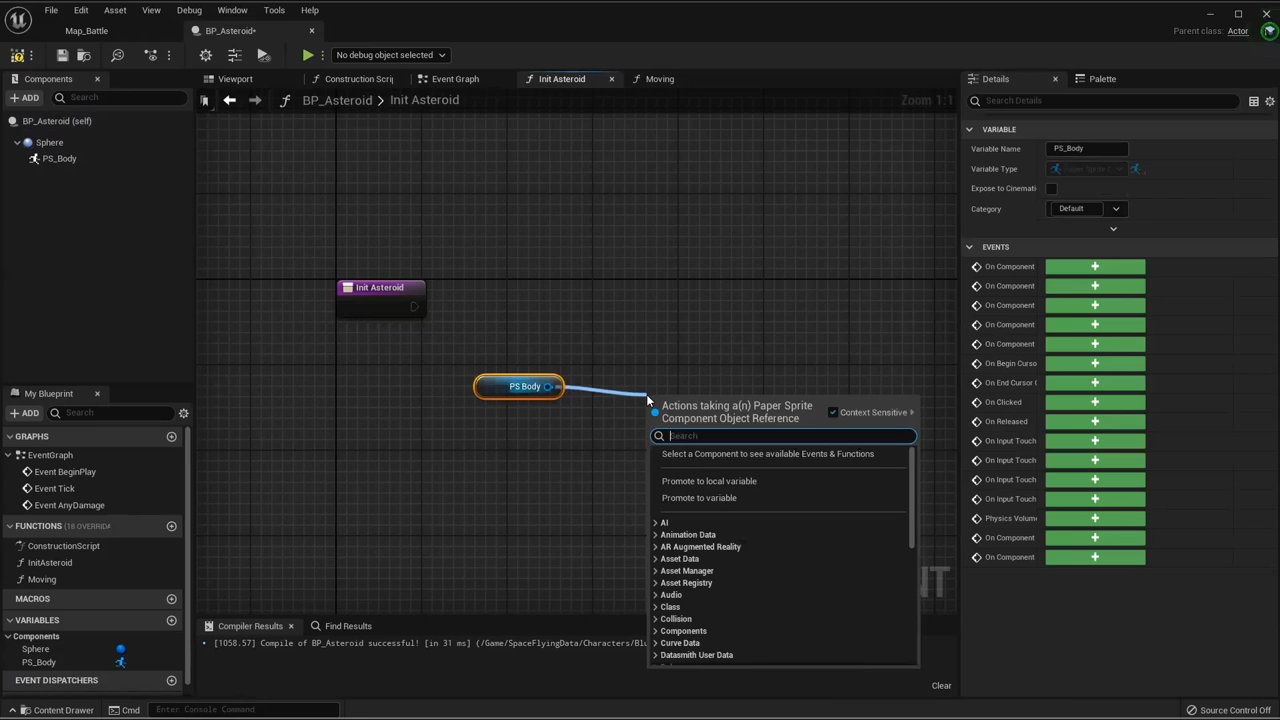 File Edit Asset View Debug Window Tools Help
Map_Battle
BP_Asteroid*
Parent class: Actor
No debug object selected
Components
Viewport
Construction Scrip
Event Graph
Init Asteroid
Moving
Details
Palette
ADD
Search
BP_Asteroid > Init Asteroid
Zoom 1:1
Search Details
BP_Asteroid (self)
Sphere
PS_Body
VARIABLE
Variable Name
PS_Body
Variable Type
Expose to Cinemati
Category
Default
EVENTS
On Component
On Component
On Component
On Component
On Component
On Begin Curso
On End Cursor
On Clicked
On Released
On Input Touch
On Input Touch
On Input Touch
On Input Touch
Physics Volum
On Component
On Component
Init Asteroid
PS Body
Actions taking a(n) Paper Sprite
Component Object Reference
Context Sensitive
Search
Select a Component to see available Events & Functions
Promote to local variable
Promote to variable
AI
Animation Data
AR Augmented Reality
Asset Data
Asset Manager
Asset Registry
Audio
Class
Collision
Components
Curve Data
Datasmith User Data
My Blueprint
ADD
Search
GRAPHS
EventGraph
Event BeginPlay
Event Tick
Event AnyDamage
FUNCTIONS (18 OVERRIDA
ConstructionScript
InitAsteroid
Moving
MACROS
VARIABLES
Components
Sphere
PS_Body
EVENT DISPATCHERS
Compiler Results
Find Results
[1058.57] Compile of BP_Asteroid successful! [in 31 ms] (/Game/SpaceFlyingData/Characters/Blu
Clear
Content Drawer
Cmd
Enter Console Command
Source Control Off